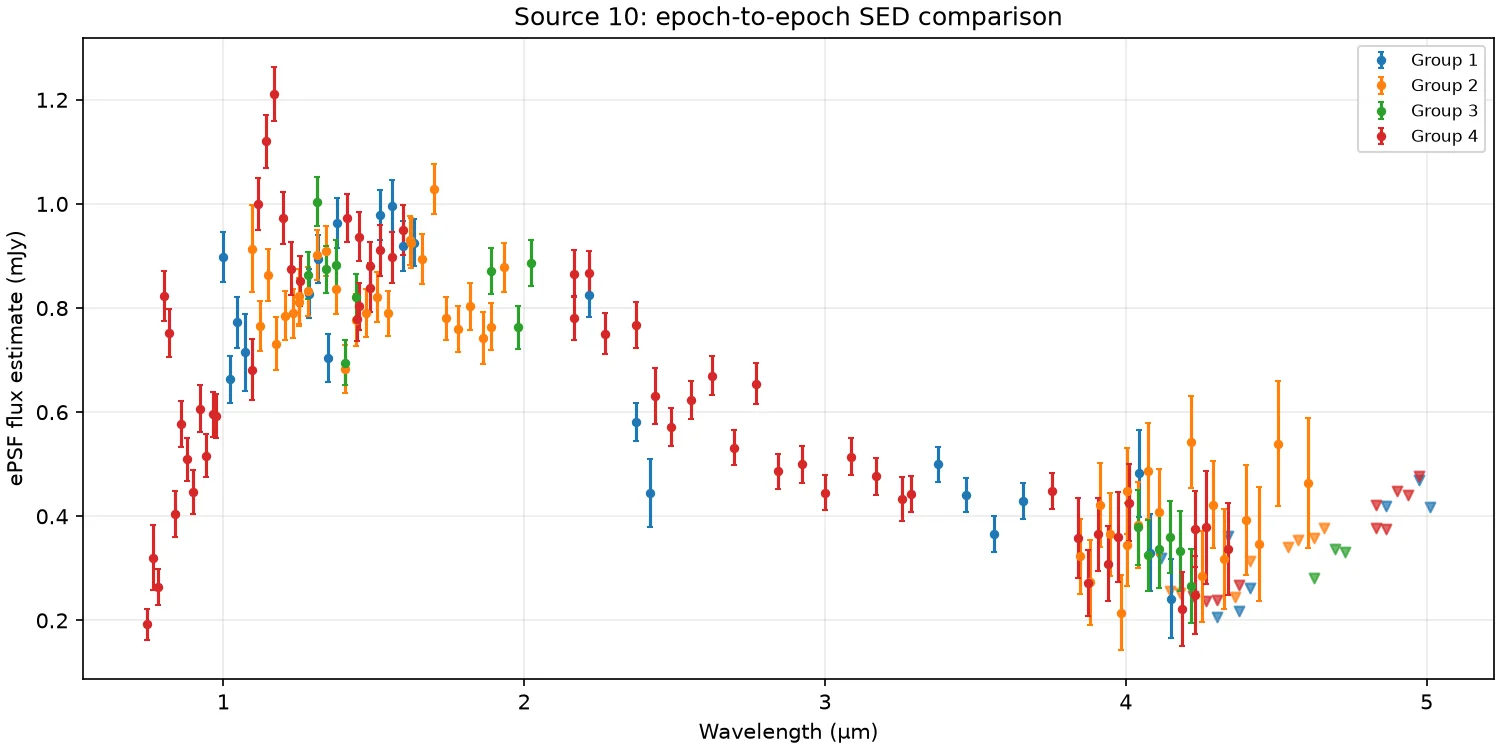 Source 10: epoch-to-epoch SED comparison
ePSF flux estimate (mJy)
1.2
1.0
0.8
0.6
0.4
0.2
Group 1
Group 2
Group 3
Group 4
1 2 3 4 5
Wavelength (μm)